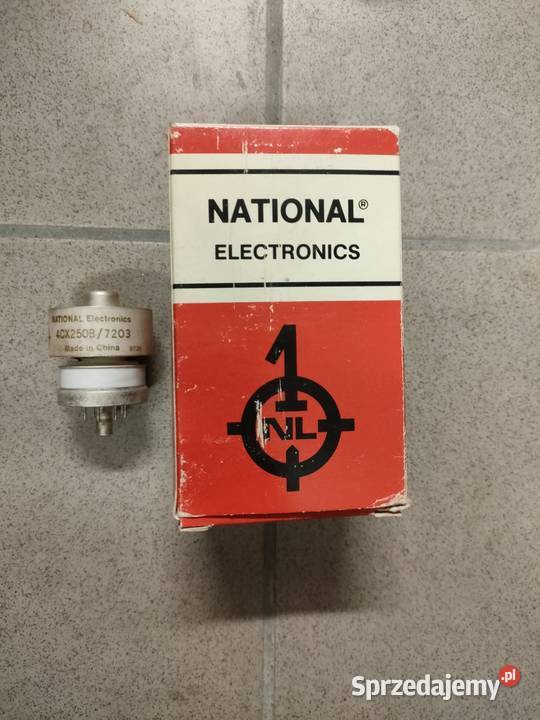 NATIONAL®
ELECTRONICS
1
NL
NATIONAL Electronics
4CX250B/7203
Made in China
Sprzedajemy.pl